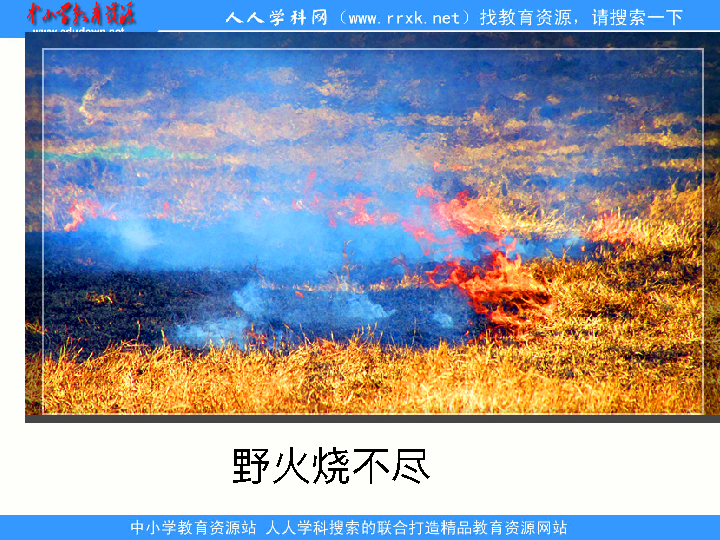 中小学教育资源
人人学科网（www.rrxk.net）找教育资源，请搜索一下
www.edudown.net
野火烧不尽
中小学教育资源站 人人学科搜索的联合打造精品教育资源网站